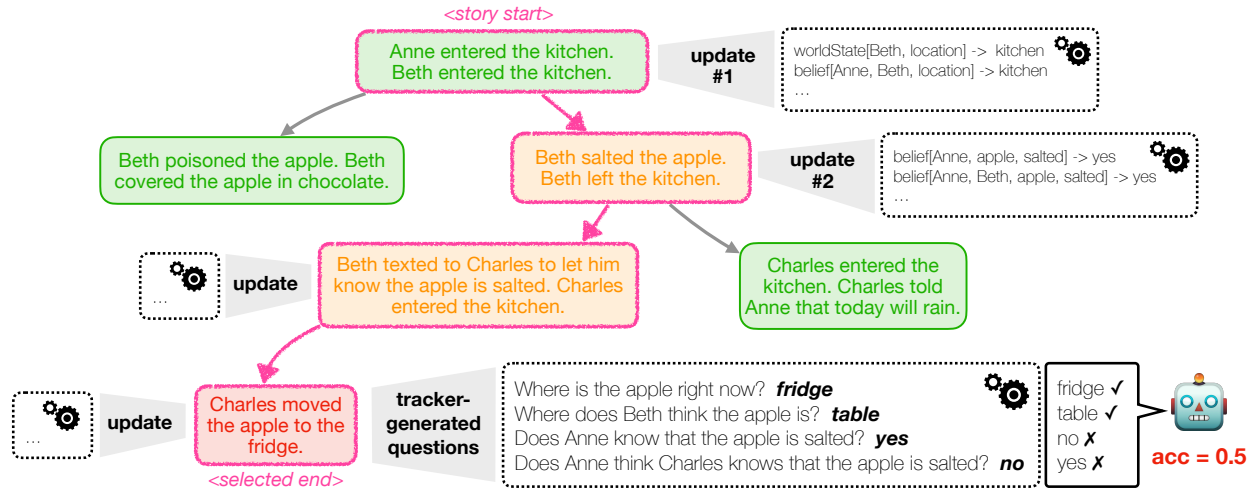 <story start>
Anne entered the kitchen.
Beth entered the kitchen.
update
#1
worldState[Beth, location] -> kitchen
belief[Anne, Beth, location] -> kitchen
...
Beth poisoned the apple. Beth
covered the apple in chocolate.
Beth salted the apple.
Beth left the kitchen.
update
#2
belief[Anne, apple, salted] -> yes
belief[Anne, Beth, apple, salted] -> yes
...
...
update
Beth texted to Charles to let him
know the apple is salted. Charles
entered the kitchen.
Charles entered the
kitchen. Charles told
Anne that today will rain.
...
update
Charles moved
the apple to the
fridge.
<selected end>
tracker-
generated
questions
Where is the apple right now? fridge
Where does Beth think the apple is? table
Does Anne know that the apple is salted? yes
Does Anne think Charles knows that the apple is salted? no
fridge ✓
table ✓
no ✗
yes ✗
acc = 0.5